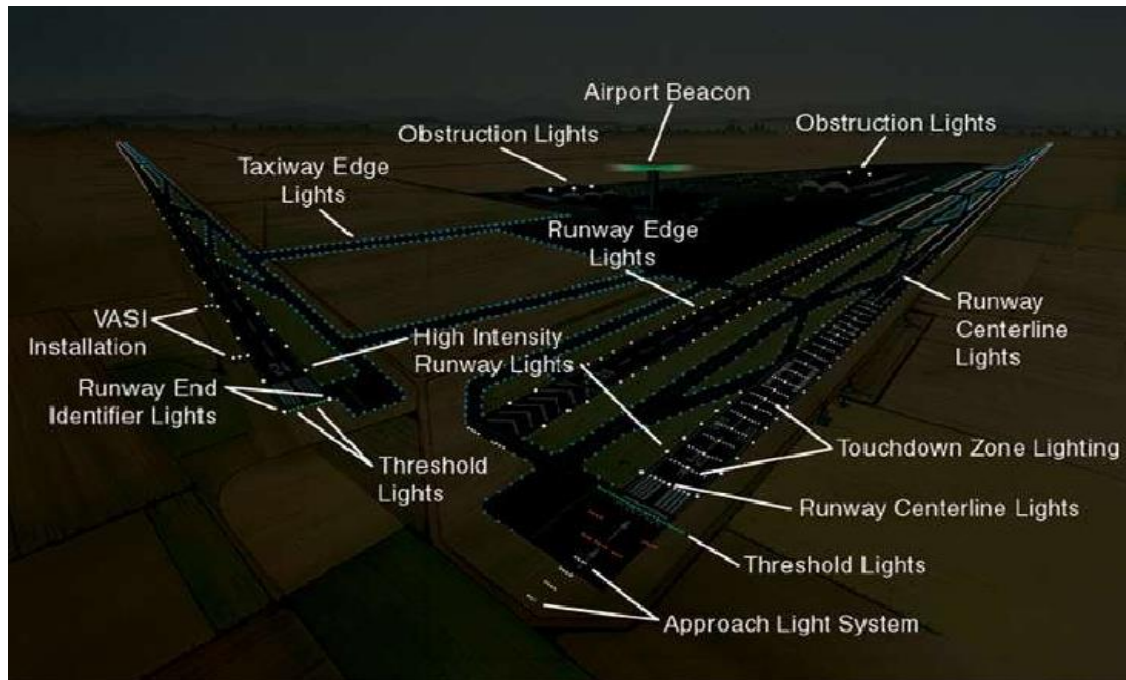 Airport Beacon
Obstruction Lights
Obstruction Lights
Taxiway Edge
Lights
Runway Edge
Lights
VASI
Installation
High Intensity
Runway Lights
Runway
Centerline
Lights
Runway End
Identifier Lights
Threshold
Lights
Touchdown Zone Lighting
Runway Centerline Lights
Threshold Lights
Approach Light System